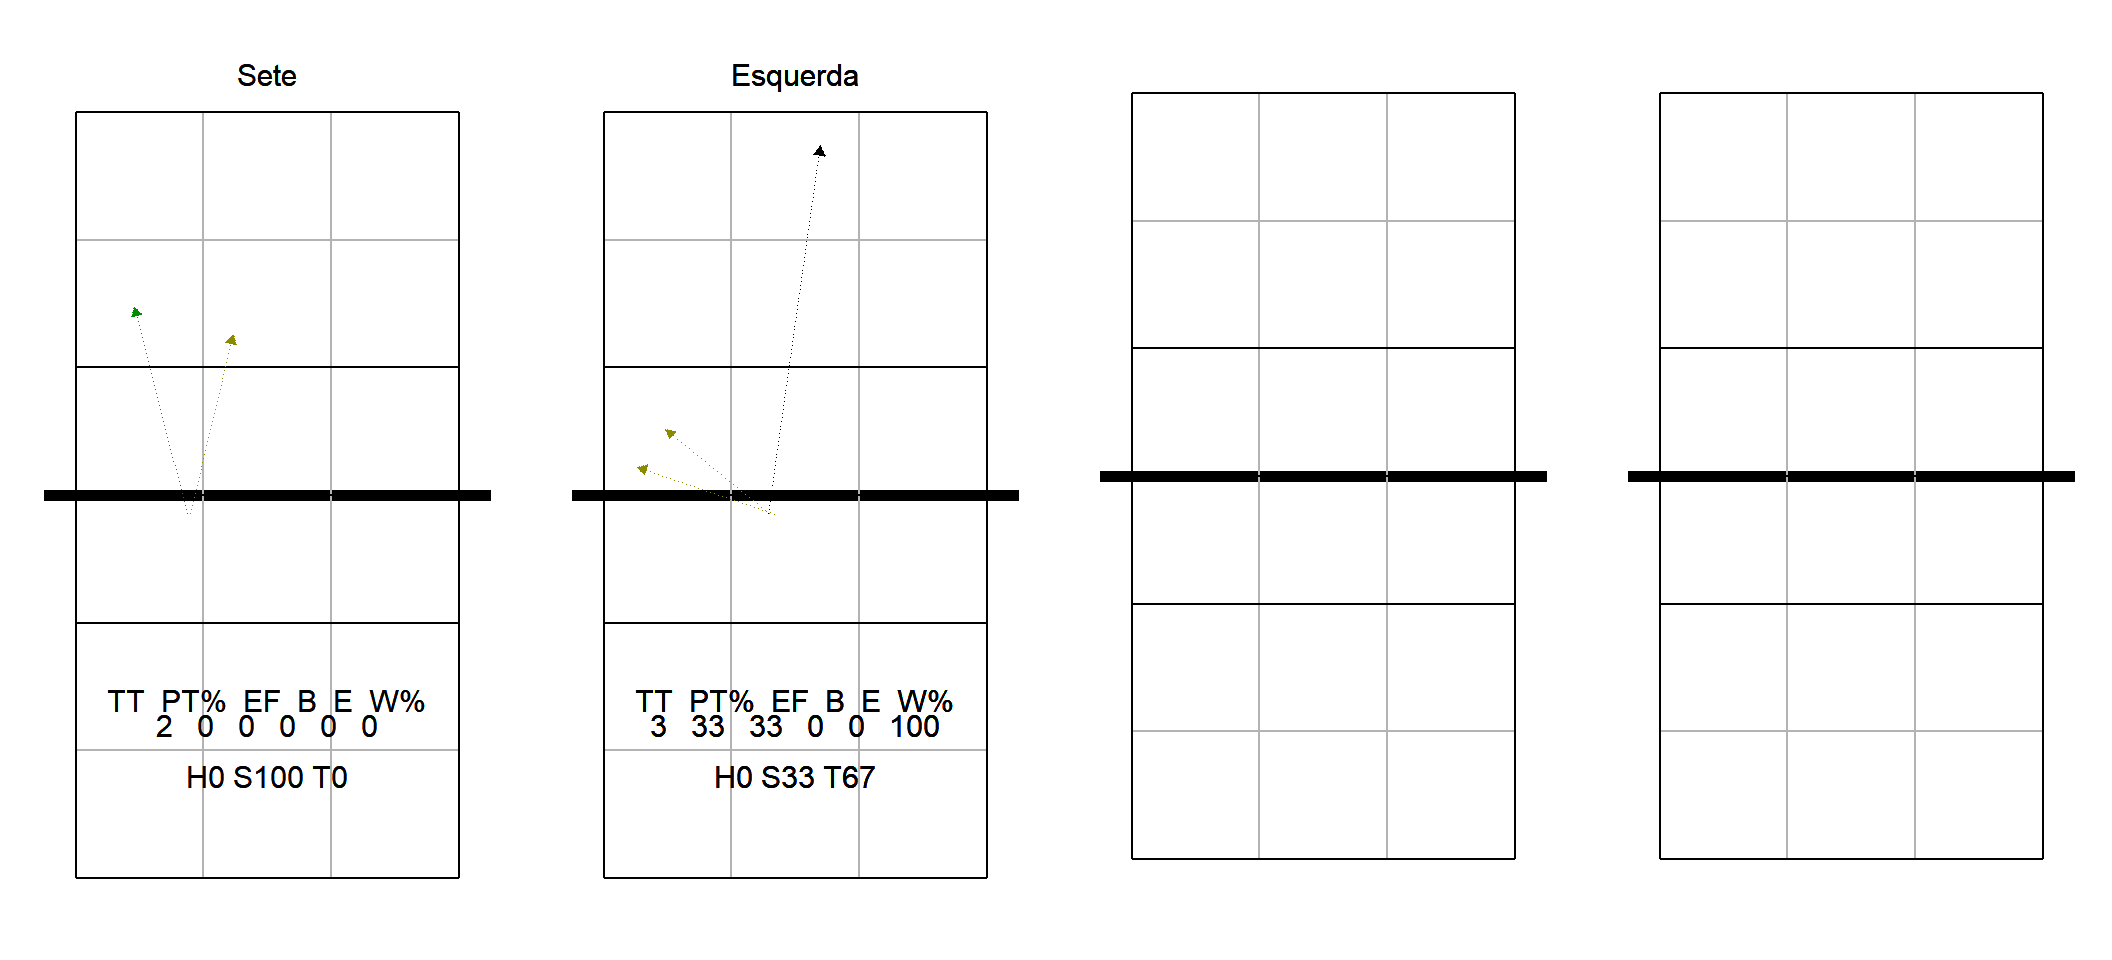 Sete
TT PT% EF B E W%
2 0 0 0 0 0
H0 S100 T0
Esquerda
TT PT% EF B E W%
3 33 33 0 0 100
H0 S33 T67